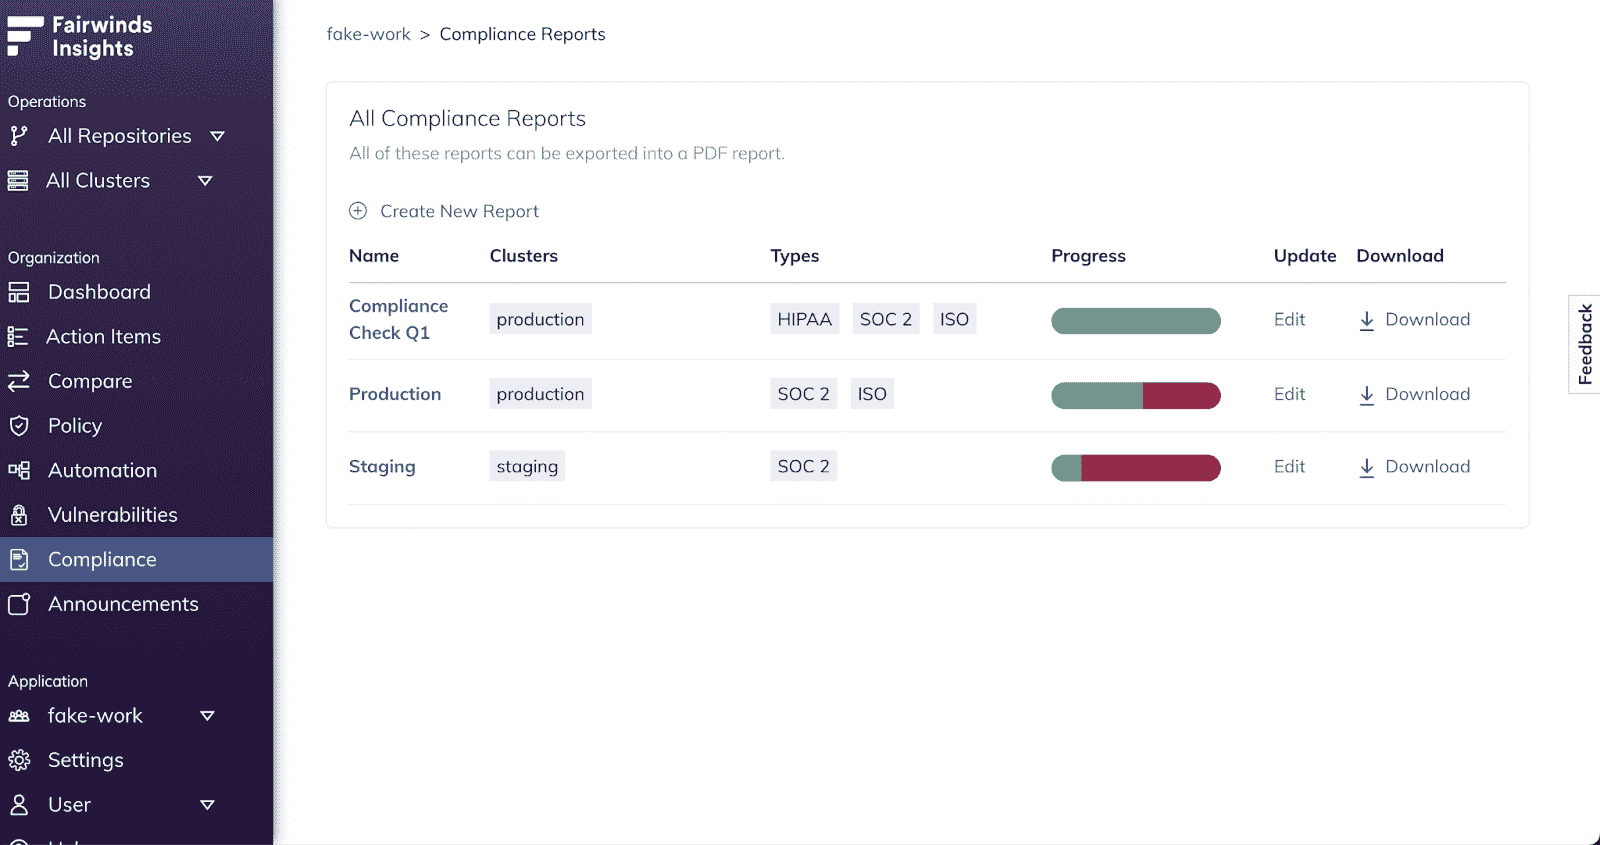 Fairwinds
Insights
Operations
All Repositories
All Clusters
Organization
Dashboard
Action Items
Compare
Policy
Automation
Vulnerabilities
Compliance
Announcements
Application
fake-work
Settings
User
fake-work > Compliance Reports
All Compliance Reports
All of these reports can be exported into a PDF report.
Create New Report
Name Clusters Types Progress Update Download
Compliance
Check Q1 production HIPAA SOC 2 ISO Edit Download
Production production SOC 2 ISO Edit Download
Staging staging SOC 2 Edit Download
Feedback